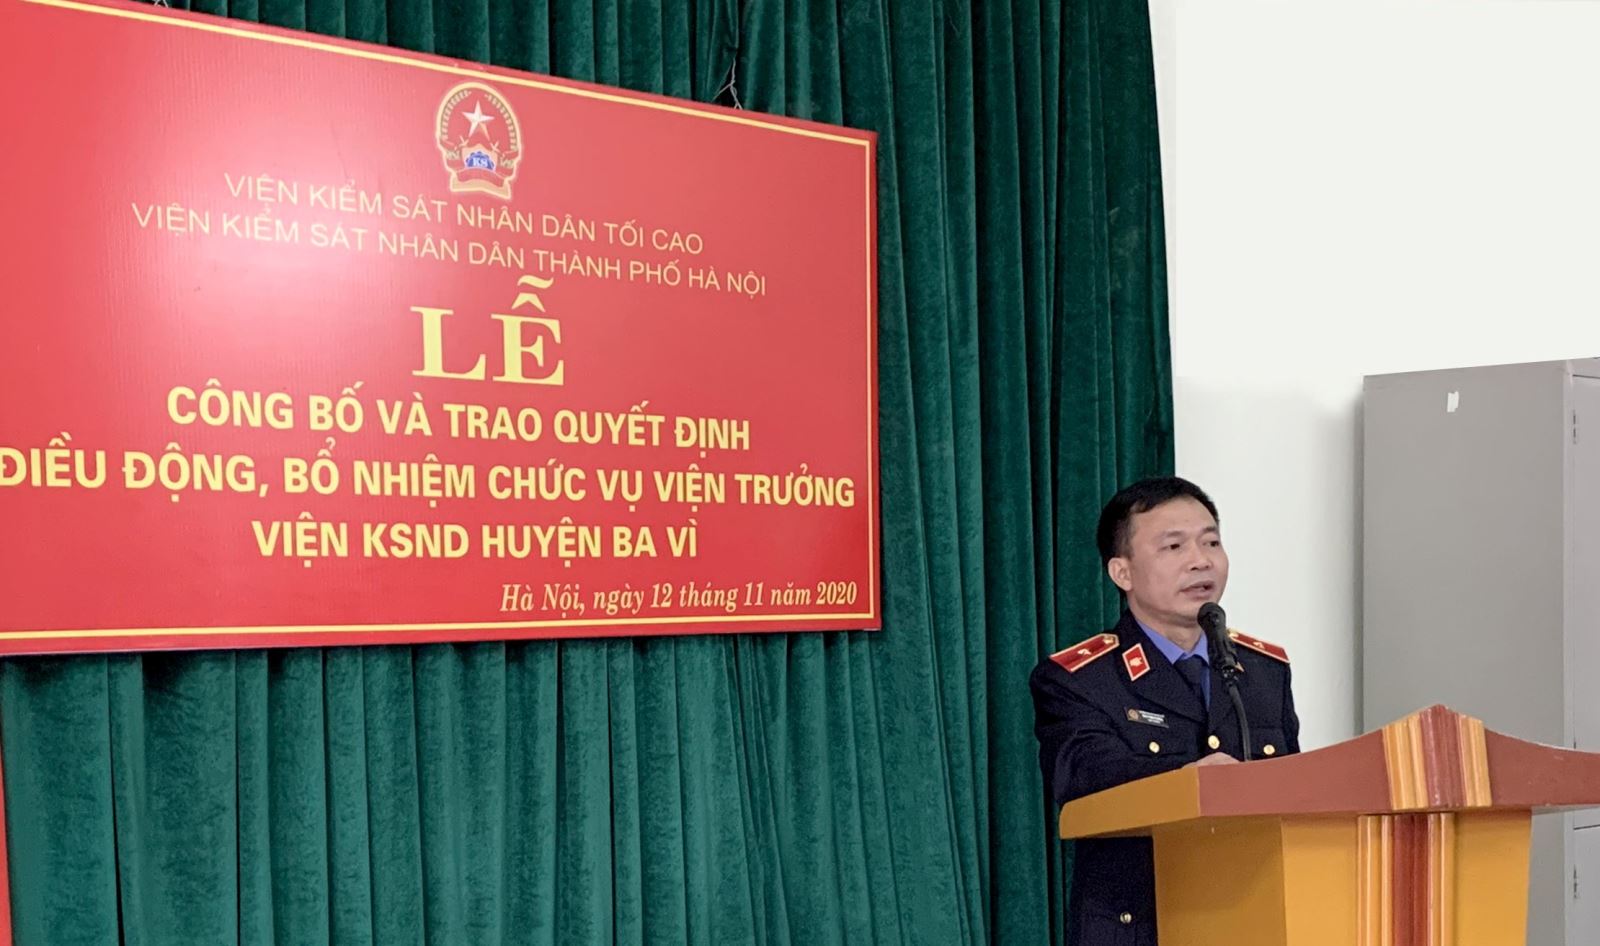 KS
VIỆN KIỂM SÁT NHÂN DÂN TỐI CAO
VIỆN KIỂM SÁT NHÂN DÂN THÀNH PHỐ HÀ NỘI
LỄ
CÔNG BỐ VÀ TRAO QUYẾT ĐỊNH
ĐIỀU ĐỘNG, BỔ NHIỆM CHỨC VỤ VIỆN TRƯỞNG
VIỆN KSND HUYỆN BA VÌ
Hà Nội, ngày 12 tháng 11 năm 2020